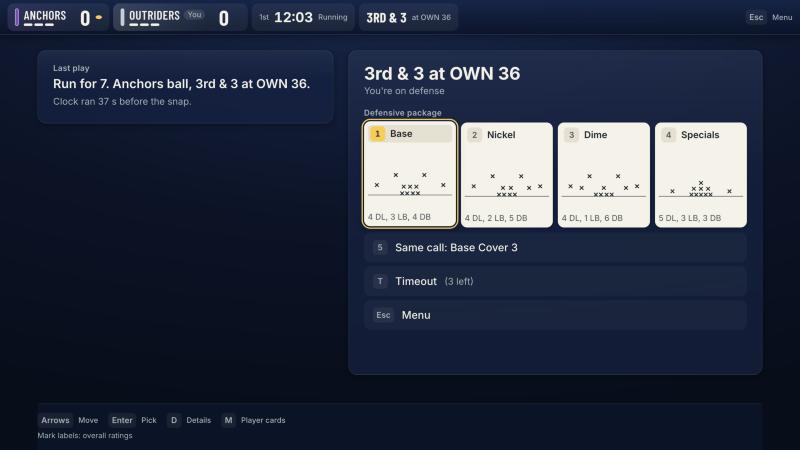 ANCHORS 0 OUTRIDERS You 0 1st 12:03 Running 3RD & 3 at OWN 36 Esc Menu
Last play
Run for 7. Anchors ball, 3rd & 3 at OWN 36.
Clock ran 37 s before the snap.
3rd & 3 at OWN 36
You're on defense
Defensive package
1 Base
4 DL, 3 LB, 4 DB
2 Nickel
4 DL, 2 LB, 5 DB
3 Dime
4 DL, 1 LB, 6 DB
4 Specials
5 DL, 3 LB, 3 DB
5 Same call: Base Cover 3
T Timeout (3 left)
Esc Menu
Arrows Move Enter Pick D Details M Player cards
Mark labels: overall ratings